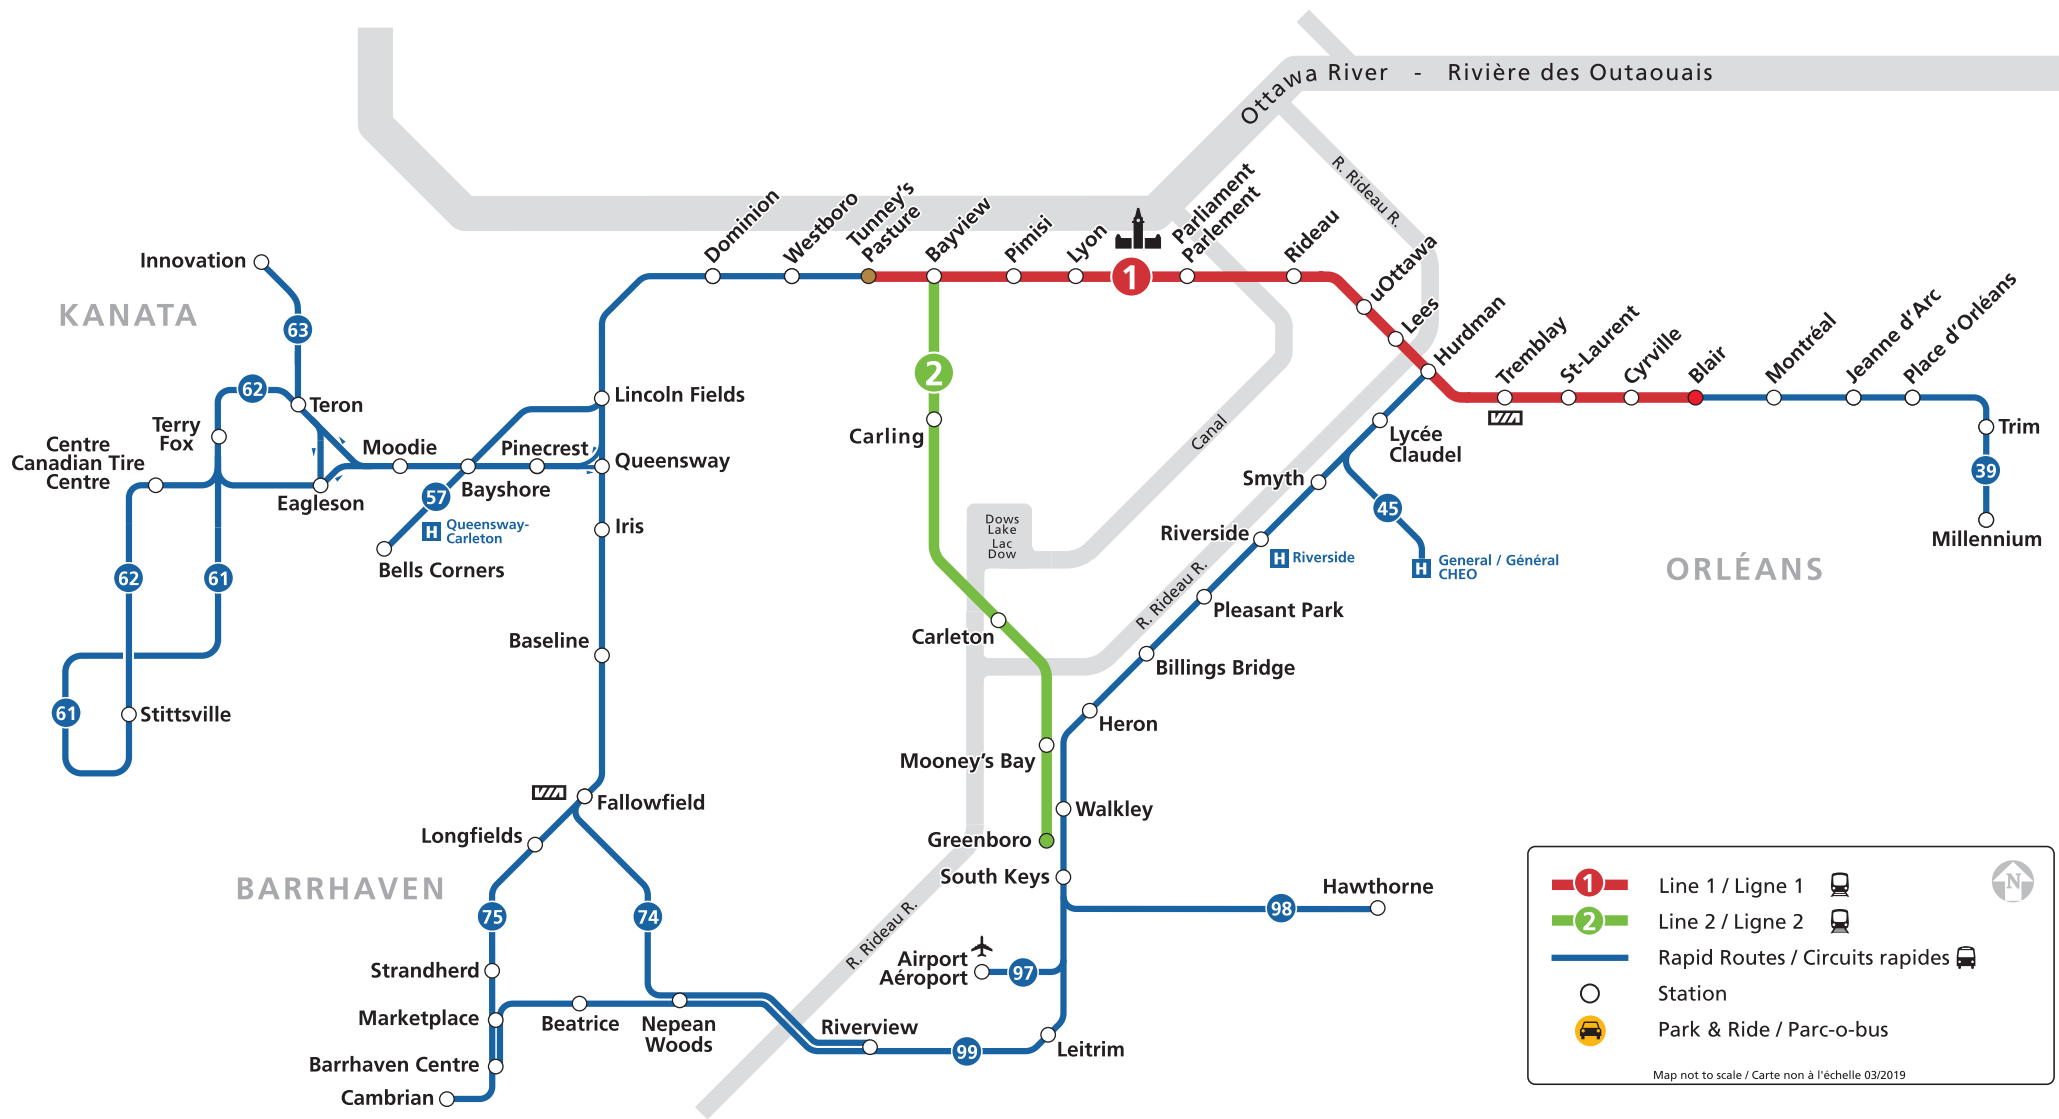 Ottawa River - Rivière des Outaouais
R. Rideau R.
Dominion
Westboro
Tunney's
Pasture
Bayview
Pimisi
Lyon
Parliament
Parlement
Rideau
uOttawa
Lees
Hurdman
Tremblay
St-Laurent
Cyrville
Blair
Montréal
Jeanne d'Arc
Place d'Orléans
Trim
39
Millennium
ORLÉANS
1
2
Innovation
KANATA
63
62
Teron
Terry
Fox
Centre
Canadian Tire
Centre
Eagleson
Moodie
Pinecrest
Bayshore
57
H
Queensway-
Carleton
Bells Corners
Lincoln Fields
Queensway
Iris
Baseline
62
61
61
Stittsville
Carling
Canal
Dows
Lake
Lac
Dow
Carleton
R. Rideau R.
Lycée
Claudel
Smyth
45
Riverside
H Riverside
H
General / Général
CHEO
Pleasant Park
Billings Bridge
Heron
Mooney's Bay
Walkley
Greenboro
South Keys
98
Hawthorne
Airport
Aéroport
97
R. Rideau R.
VIA
VIA
Fallowfield
Longfields
BARRHAVEN
75
74
Strandherd
Marketplace
Beatrice
Nepean
Woods
Riverview
99
Leitrim
Barrhaven Centre
Cambrian
N
1 Line 1 / Ligne 1
2 Line 2 / Ligne 2
Rapid Routes / Circuits rapides
Station
Park & Ride / Parc-o-bus
Map not to scale / Carte non à l'échelle 03/2019